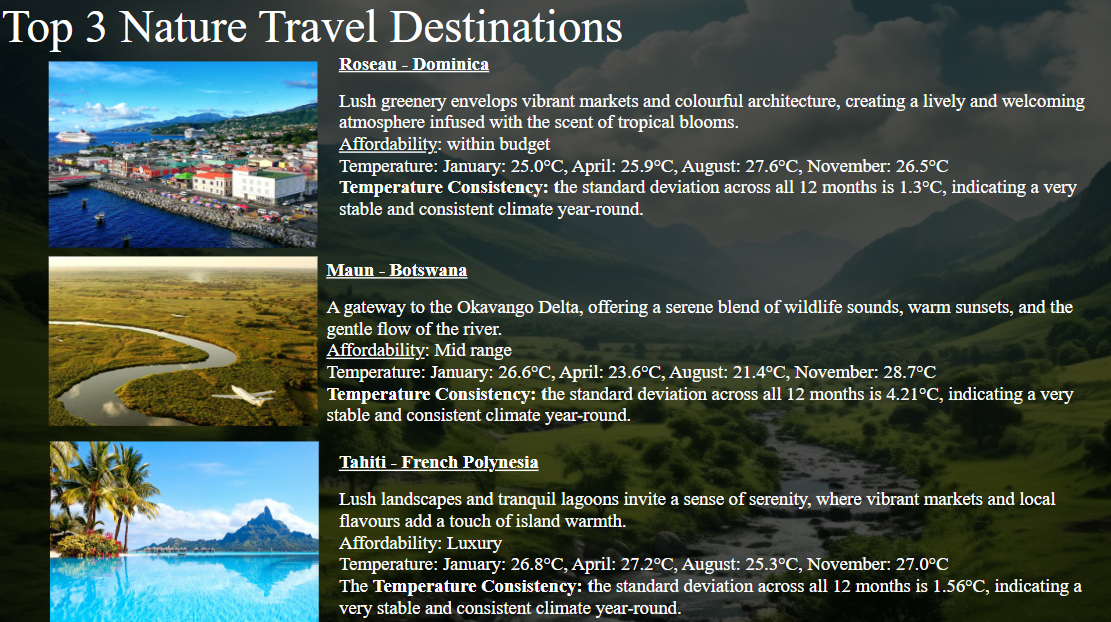 Top 3 Nature Travel Destinations
Roseau - Dominica
Lush greenery envelops vibrant markets and colourful architecture, creating a lively and welcoming
atmosphere infused with the scent of tropical blooms.
Affordability: within budget
Temperature: January: 25.0°C, April: 25.9°C, August: 27.6°C, November: 26.5°C
Temperature Consistency: the standard deviation across all 12 months is 1.3°C, indicating a very
stable and consistent climate year-round.
Maun - Botswana
A gateway to the Okavango Delta, offering a serene blend of wildlife sounds, warm sunsets, and the
gentle flow of the river.
Affordability: Mid range
Temperature: January: 26.6°C, April: 23.6°C, August: 21.4°C, November: 28.7°C
Temperature Consistency: the standard deviation across all 12 months is 4.21°C, indicating a very
stable and consistent climate year-round.
Tahiti - French Polynesia
Lush landscapes and tranquil lagoons invite a sense of serenity, where vibrant markets and local
flavours add a touch of island warmth.
Affordability: Luxury
Temperature: January: 26.8°C, April: 27.2°C, August: 25.3°C, November: 27.0°C
The Temperature Consistency: the standard deviation across all 12 months is 1.56°C, indicating a
very stable and consistent climate year-round.